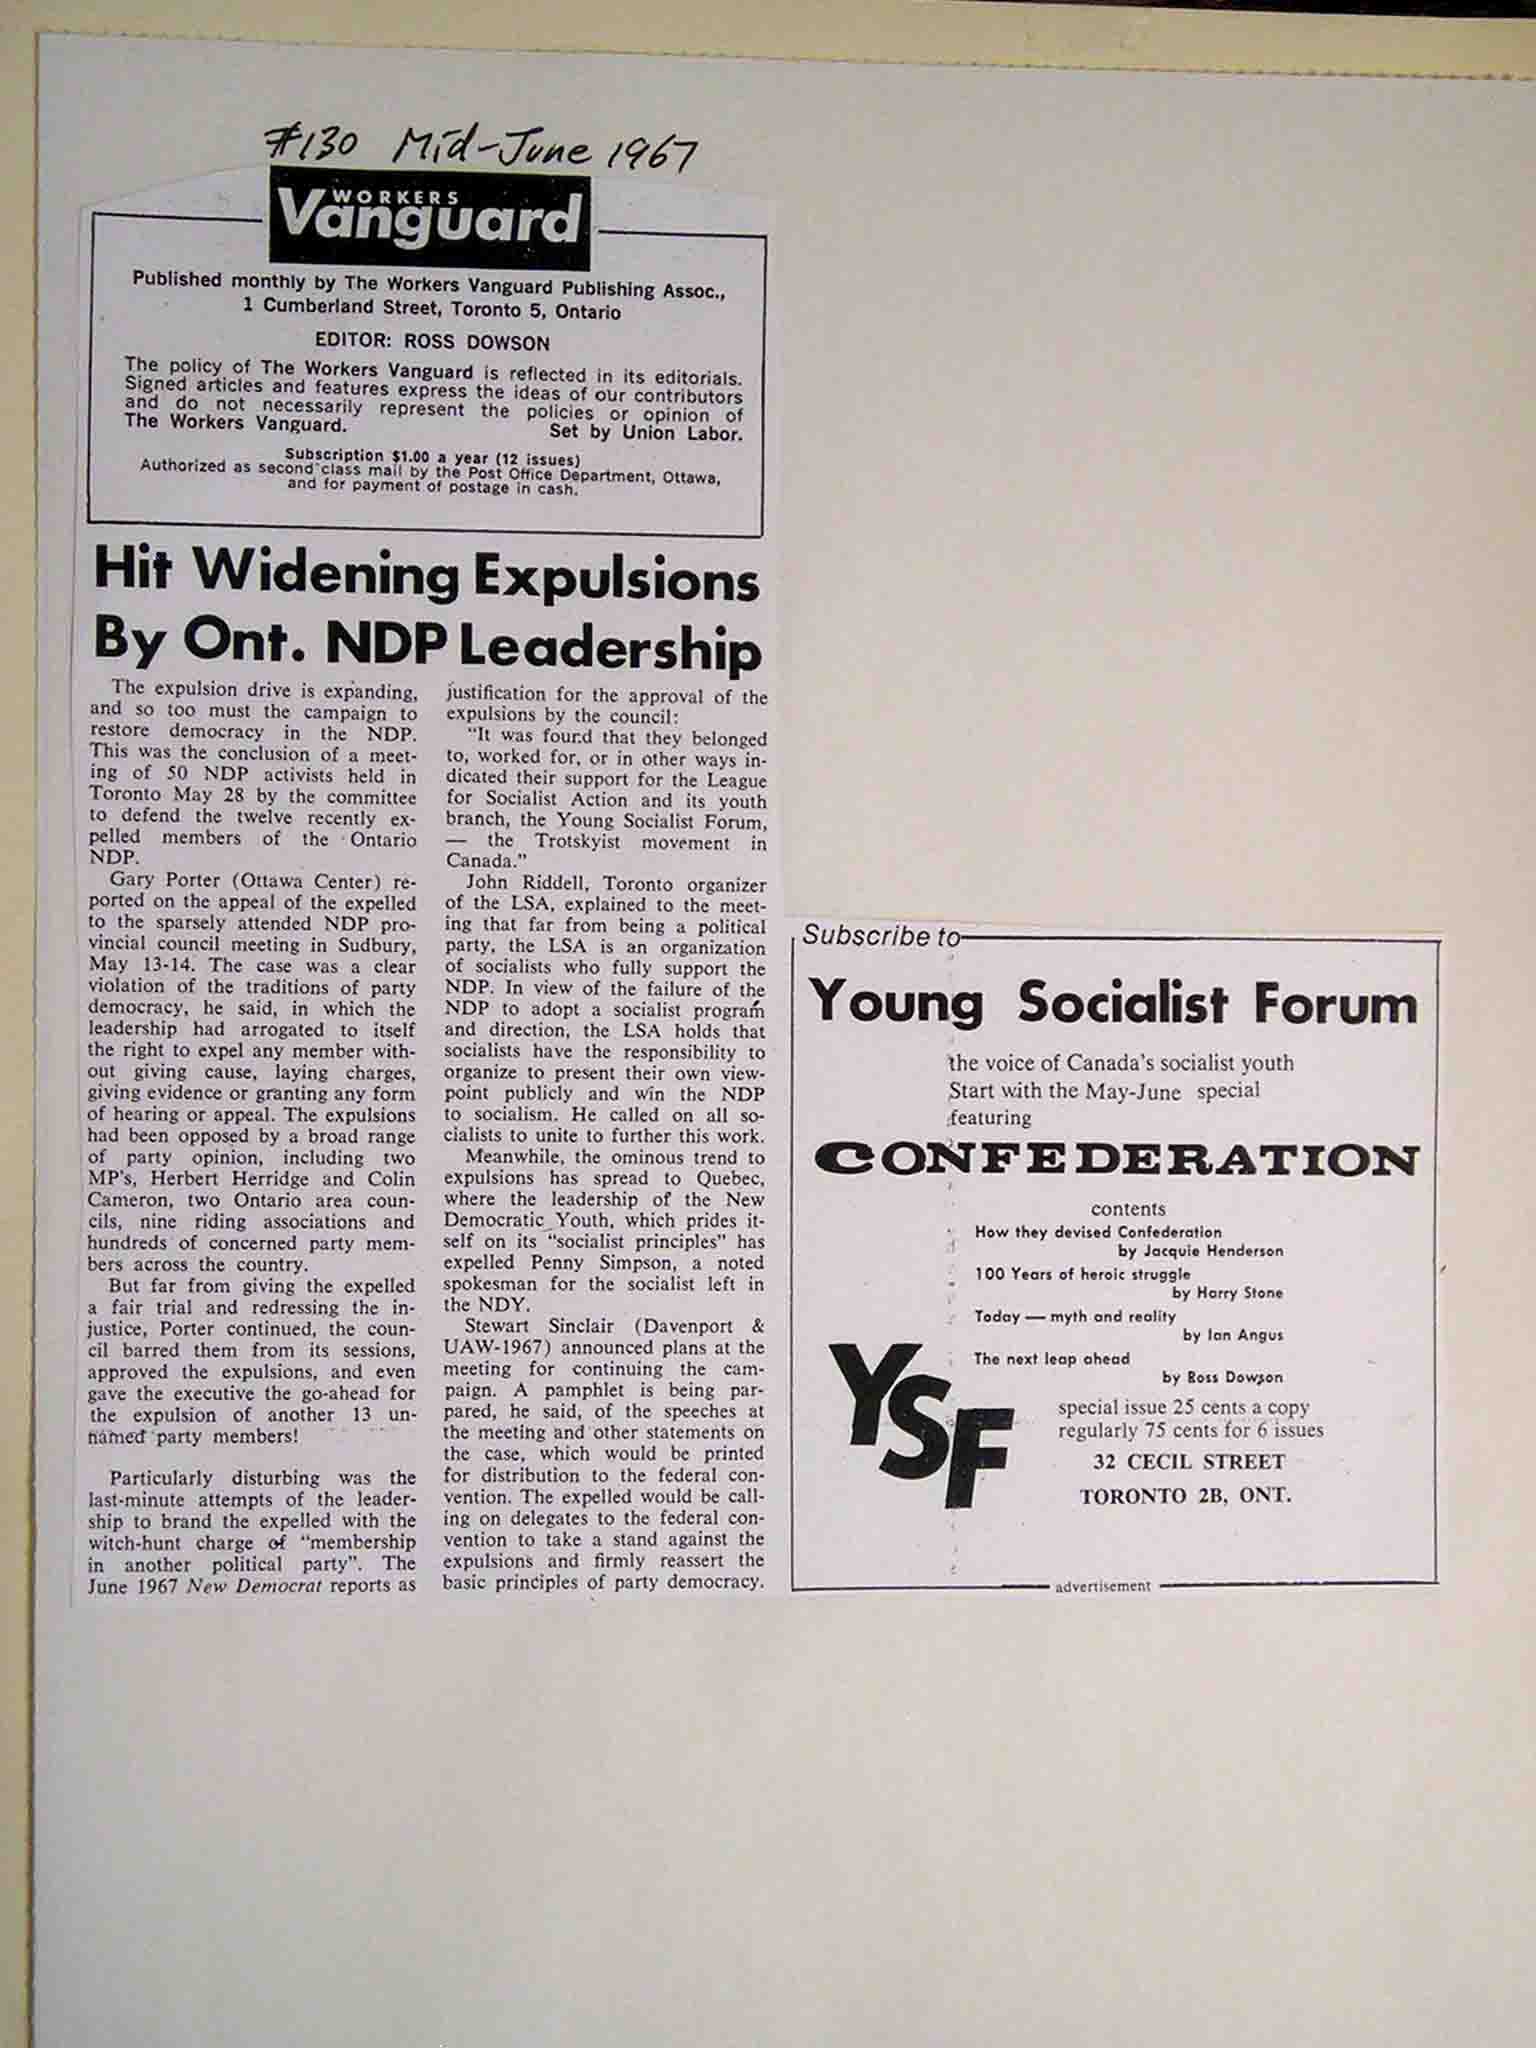 #130 Mid-June 1967
WORKERS
Vanguard
Published monthly by The Workers Vanguard Publishing Assoc.,
1 Cumberland Street, Toronto 5, Ontario
EDITOR: ROSS DOWSON
The policy of The Workers Vanguard is reflected in its editorials.
Signed articles and features express the ideas of our contributors
and do not necessarily represent the policies or opinion of
The Workers Vanguard. Set by Union Labor.
Subscription $1.00 a year (12 issues)
Authorized as second class mail by the Post Office Department, Ottawa,
and for payment of postage in cash.
Hit Widening Expulsions
By Ont. NDP Leadership
The expulsion drive is expanding,
and so too must the campaign to
restore democracy in the NDP.
This was the conclusion of a meet-
ing of 50 NDP activists held in
Toronto May 28 by the committee
to defend the twelve recently ex-
pelled members of the Ontario
NDP.
Gary Porter (Ottawa Center) re-
ported on the appeal of the expelled
to the sparsely attended NDP pro-
vincial council meeting in Sudbury,
May 13-14. The case was a clear
violation of the traditions of party
democracy, he said, in which the
leadership had arrogated to itself
the right to expel any member with-
out giving cause, laying charges,
giving evidence or granting any form
of hearing or appeal. The expulsions
had been opposed by a broad range
of party opinion, including two
MP's, Herbert Herridge and Colin
Cameron, two Ontario area coun-
cils, nine riding associations and
hundreds of concerned party mem-
bers across the country.
But far from giving the expelled
a fair trial and redressing the in-
justice, Porter continued, the coun-
cil barred them from its sessions,
approved the expulsions, and even
gave the executive the go-ahead for
the expulsion of another 13 un-
named party members!
Particularly disturbing was the
last-minute attempts of the leader-
ship to brand the expelled with the
witch-hunt charge of "membership
in another political party". The
June 1967 New Democrat reports as
justification for the approval of the
expulsions by the council:
"It was found that they belonged
to, worked for, or in other ways in-
dicated their support for the League
for Socialist Action and its youth
branch, the Young Socialist Forum,
— the Trotskyist movement in
Canada."
John Riddell, Toronto organizer
of the LSA, explained to the meet-
ing that far from being a political
party, the LSA is an organization
of socialists who fully support the
NDP. In view of the failure of the
NDP to adopt a socialist program
and direction, the LSA holds that
socialists have the responsibility to
organize to present their own view-
point publicly and win the NDP
to socialism. He called on all so-
cialists to unite to further this work.
Meanwhile, the ominous trend to
expulsions has spread to Quebec,
where the leadership of the New
Democratic Youth, which prides it-
self on its "socialist principles" has
expelled Penny Simpson, a noted
spokesman for the socialist left in
the NDY.
Stewart Sinclair (Davenport &
UAW-1967) announced plans at the
meeting for continuing the cam-
paign. A pamphlet is being par-
pared, he said, of the speeches at
the meeting and other statements on
the case, which would be printed
for distribution to the federal con-
vention. The expelled would be call-
ing on delegates to the federal con-
vention to take a stand against the
expulsions and firmly reassert the
basic principles of party democracy.
Subscribe to
Young Socialist Forum
the voice of Canada's socialist youth
Start with the May-June special
featuring
CONFEDERATION
contents
How they devised Confederation
by Jacquie Henderson
100 Years of heroic struggle
by Harry Stone
Today — myth and reality
by Ian Angus
The next leap ahead
by Ross Dowson
YSF
special issue 25 cents a copy
regularly 75 cents for 6 issues
32 CECIL STREET
TORONTO 2B, ONT.
advertisement